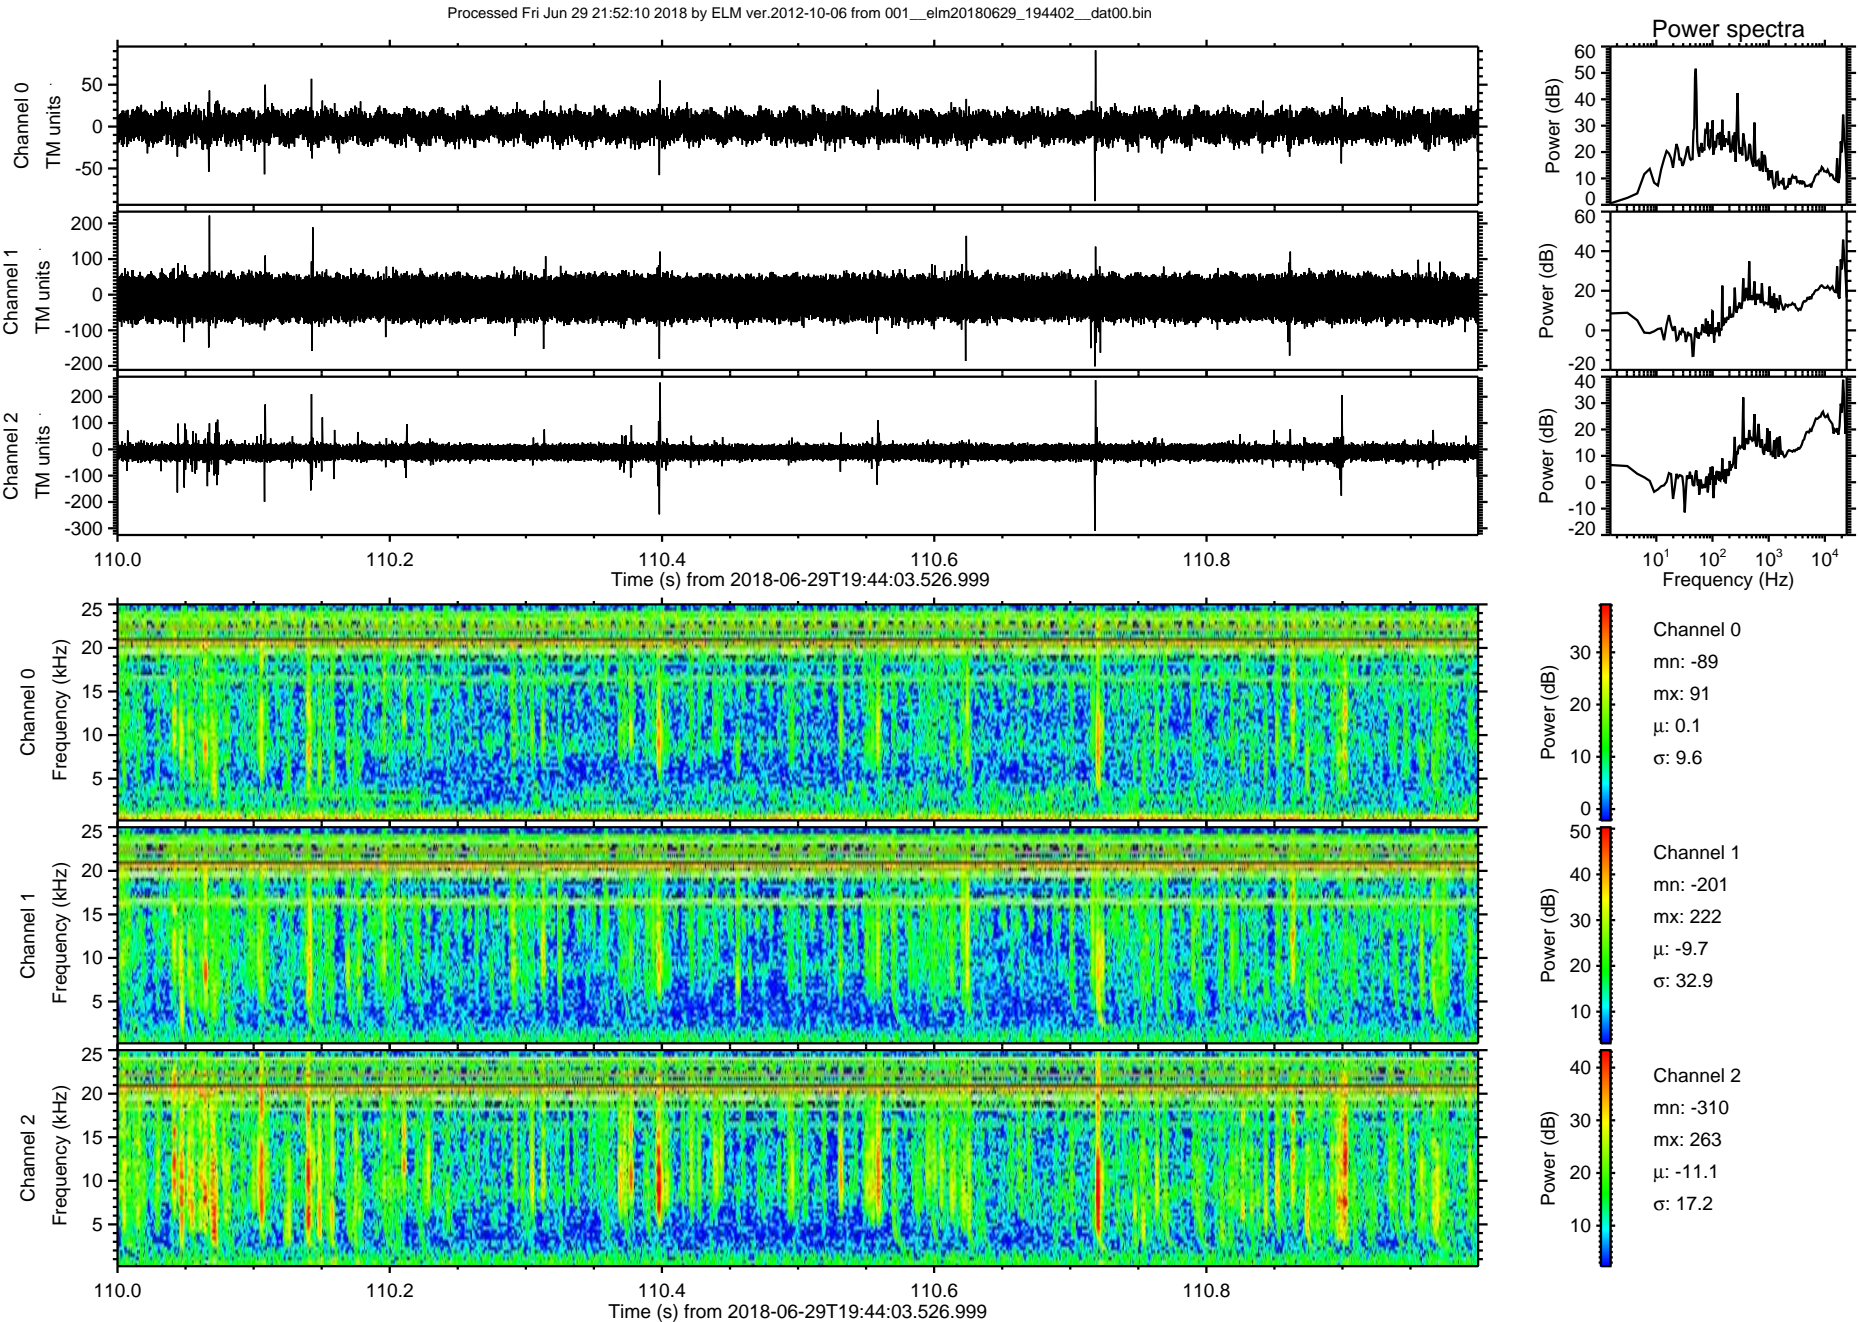 Processed Fri Jun 29 21:52:10 2018 by ELM ver.2012-10-06 from 001__elm20180629_194402__dat00.bin
Power spectra
Channel 0
TM units
50
0
-50
Power (dB)
60
50
40
30
20
10
0
Channel 1
TM units
200
100
0
-100
-200
Power (dB)
60
40
20
0
-20
Channel 2
TM units
200
100
0
-100
-200
-300
Power (dB)
40
30
20
10
0
-10
-20
110.0 110.2 110.4 110.6 110.8
Time (s) from 2018-06-29T19:44:03.526.999
10^1 10^2 10^3 10^4
Frequency (Hz)
Channel 0
Frequency (kHz)
25
20
15
10
5
Power (dB)
30
20
10
0
Channel 0
mn: -89
mx: 91
µ: 0.1
σ: 9.6
Channel 1
Frequency (kHz)
25
20
15
10
5
Power (dB)
50
40
30
20
10
Channel 1
mn: -201
mx: 222
µ: -9.7
σ: 32.9
Channel 2
Frequency (kHz)
25
20
15
10
5
Power (dB)
40
30
20
10
Channel 2
mn: -310
mx: 263
µ: -11.1
σ: 17.2
110.0 110.2 110.4 110.6 110.8
Time (s) from 2018-06-29T19:44:03.526.999